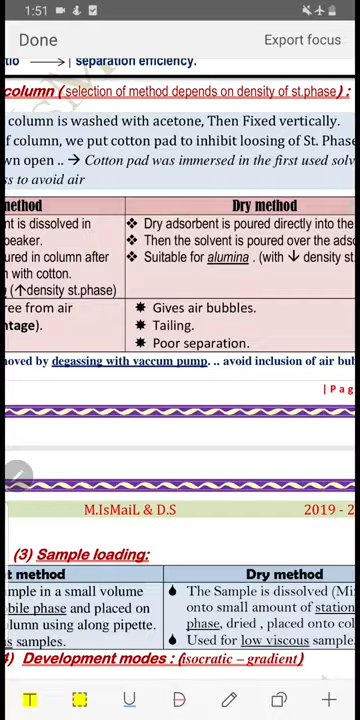 1:51
Done Export focus
tio → | separation efficiency.
column ( selection of method depends on density of st.phase) :
column is washed with acetone, Then Fixed vertically.
f column, we put cotton pad to inhibit loosing of St. Phase
wn open .. → Cotton pad was immersed in the first used solv
ss to avoid air
method Dry method
nt is dissolved in
beaker.
ured in column after
n with cotton.
(↑density st.phase)
❖ Dry adsorbent is poured directly into the
❖ Then the solvent is poured over the adso
❖ Suitable for alumina . (with ↓ density st.
ree from air
ntage).
✷ Gives air bubbles.
✷ Tailing.
✷ Poor separation.
noved by degassing with vaccum pump. .. avoid inclusion of air bub
| Pag
M.IsMaiL & D.S 2019 - 2
(3) Sample loading:
t method Dry method
mple in a small volume
bile phase and placed on
lumn using along pipette.
s samples.
The Sample is dissolved (Mi
onto small amount of station
phase, dried , placed onto col
Used for low viscous sample
4) Development modes : (isocratic – gradient)